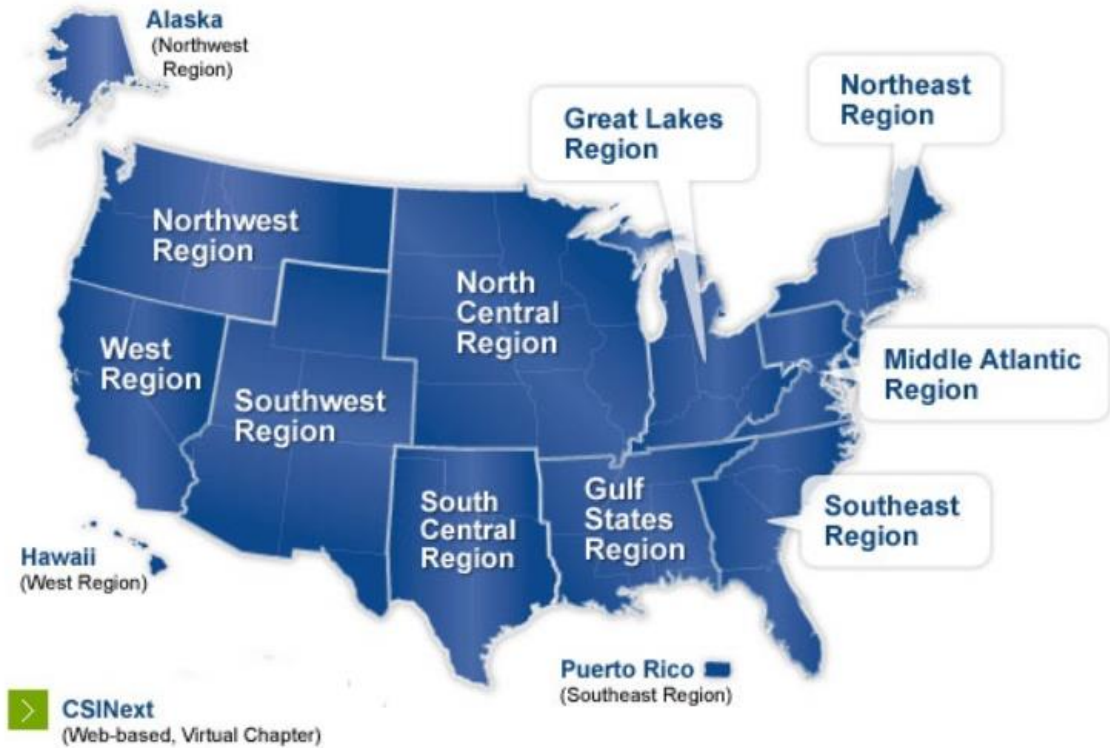 Alaska
(Northwest
Region)
Great Lakes
Region
Northeast
Region
Northwest
Region
North
Central
Region
West
Region
Middle Atlantic
Region
Southwest
Region
South
Central
Region
Gulf
States
Region
Southeast
Region
Hawaii
(West Region)
Puerto Rico
(Southeast Region)
CSINext
(Web-based, Virtual Chapter)